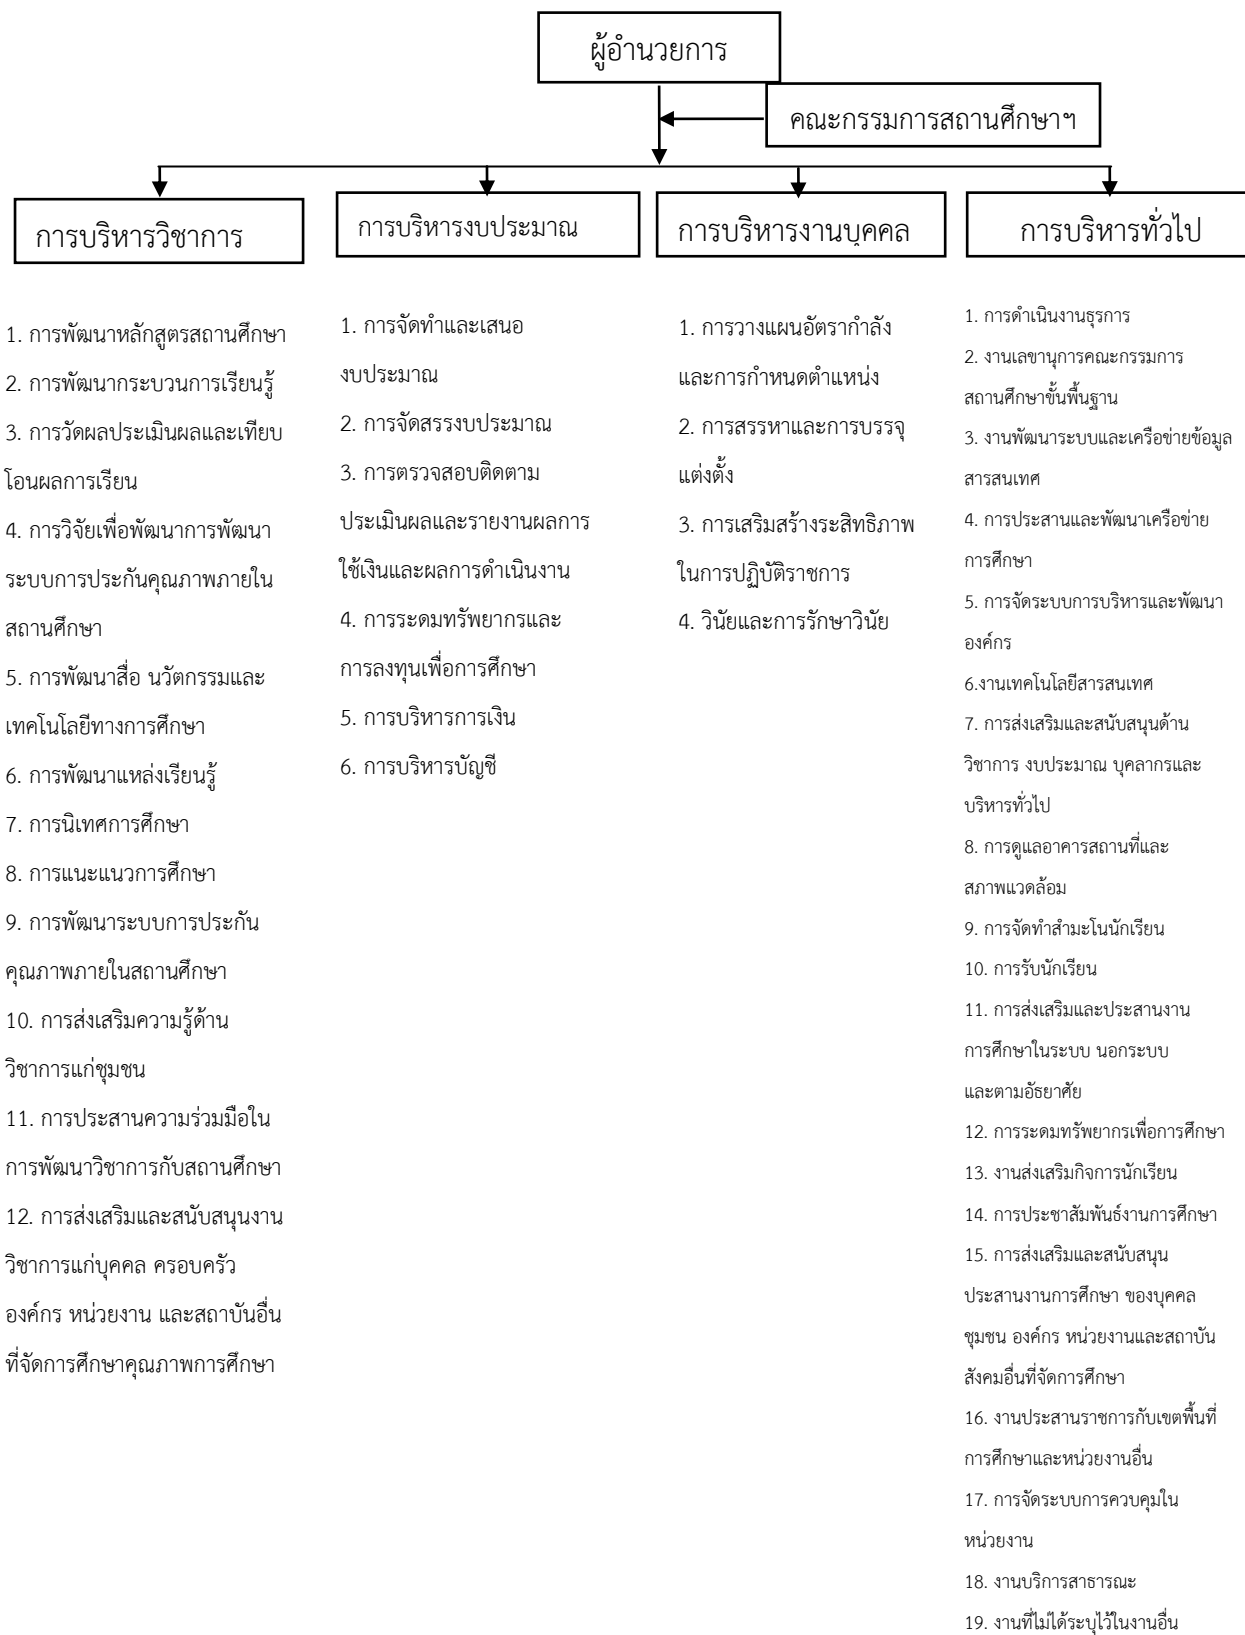 ผู้อำนวยการ
คณะกรรมการสถานศึกษาฯ
การบริหารวิชาการ
1. การพัฒนาหลักสูตรสถานศึกษา
2. การพัฒนากระบวนการเรียนรู้
3. การวัดผลประเมินผลและเทียบ
โอนผลการเรียน
4. การวิจัยเพื่อพัฒนาการพัฒนา
ระบบการประกันคุณภาพภายใน
สถานศึกษา
5. การพัฒนาสื่อ นวัตกรรมและ
เทคโนโลยีทางการศึกษา
6. การพัฒนาแหล่งเรียนรู้
7. การนิเทศการศึกษา
8. การแนะแนวการศึกษา
9. การพัฒนาระบบการประกัน
คุณภาพภายในสถานศึกษา
10. การส่งเสริมความรู้ด้าน
วิชาการแก่ชุมชน
11. การประสานความร่วมมือใน
การพัฒนาวิชาการกับสถานศึกษา
12. การส่งเสริมและสนับสนุนงาน
วิชาการแก่บุคคล ครอบครัว
องค์กร หน่วยงาน และสถาบันอื่น
ที่จัดการศึกษาคุณภาพการศึกษา
การบริหารงบประมาณ
1. การจัดทำและเสนอ
งบประมาณ
2. การจัดสรรงบประมาณ
3. การตรวจสอบติดตาม
ประเมินผลและรายงานผลการ
ใช้เงินและผลการดำเนินงาน
4. การระดมทรัพยากรและ
การลงทุนเพื่อการศึกษา
5. การบริหารการเงิน
6. การบริหารบัญชี
การบริหารงานบุคคล
1. การวางแผนอัตรากำลัง
และการกำหนดตำแหน่ง
2. การสรรหาและการบรรจุ
แต่งตั้ง
3. การเสริมสร้างระสิทธิภาพ
ในการปฏิบัติราชการ
4. วินัยและการรักษาวินัย
การบริหารทั่วไป
1. การดำเนินงานธุรการ
2. งานเลขานุการคณะกรรมการ
สถานศึกษาขั้นพื้นฐาน
3. งานพัฒนาระบบและเครือข่ายข้อมูล
สารสนเทศ
4. การประสานและพัฒนาเครือข่าย
การศึกษา
5. การจัดระบบการบริหารและพัฒนา
องค์กร
6.งานเทคโนโลยีสารสนเทศ
7. การส่งเสริมและสนับสนุนด้าน
วิชาการ งบประมาณ บุคลากรและ
บริหารทั่วไป
8. การดูแลอาคารสถานที่และ
สภาพแวดล้อม
9. การจัดทำสำมะโนนักเรียน
10. การรับนักเรียน
11. การส่งเสริมและประสานงาน
การศึกษาในระบบ นอกระบบ
และตามอัธยาศัย
12. การระดมทรัพยากรเพื่อการศึกษา
13. งานส่งเสริมกิจการนักเรียน
14. การประชาสัมพันธ์งานการศึกษา
15. การส่งเสริมและสนับสนุน
ประสานงานการศึกษา ของบุคคล
ชุมชน องค์กร หน่วยงานและสถาบัน
สังคมอื่นที่จัดการศึกษา
16. งานประสานราชการกับเขตพื้นที่
การศึกษาและหน่วยงานอื่น
17. การจัดระบบการควบคุมใน
หน่วยงาน
18. งานบริการสาธารณะ
19. งานที่ไม่ได้ระบุไว้ในงานอื่น